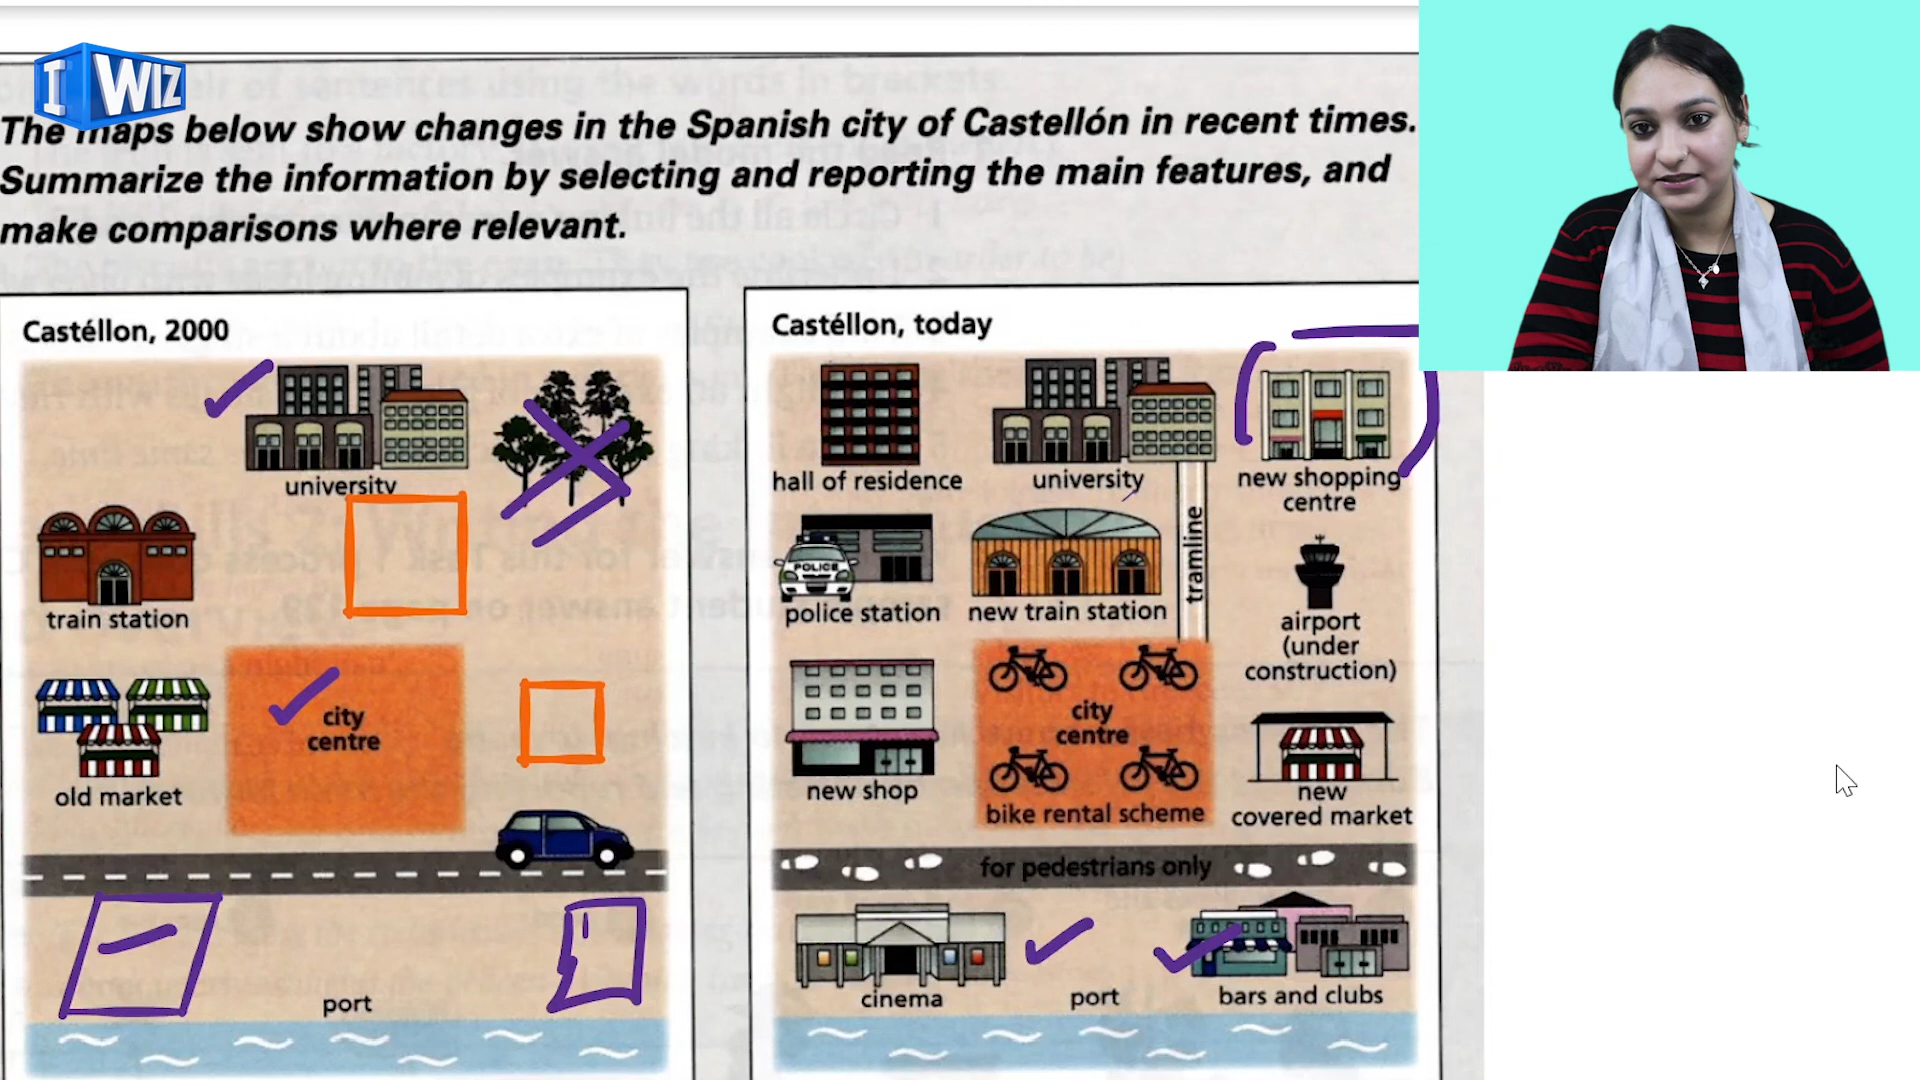 I WIZ
The maps below show changes in the Spanish city of Castellón in recent times.
Summarize the information by selecting and reporting the main features, and
make comparisons where relevant.
Castéllon, 2000
university
train station
city
centre
old market
port
Castéllon, today
hall of residence
university
new shopping
centre
tramline
POLICE
police station
new train station
airport
(under
construction)
new shop
city
centre
bike rental scheme
new
covered market
for pedestrians only
cinema
port
bars and clubs